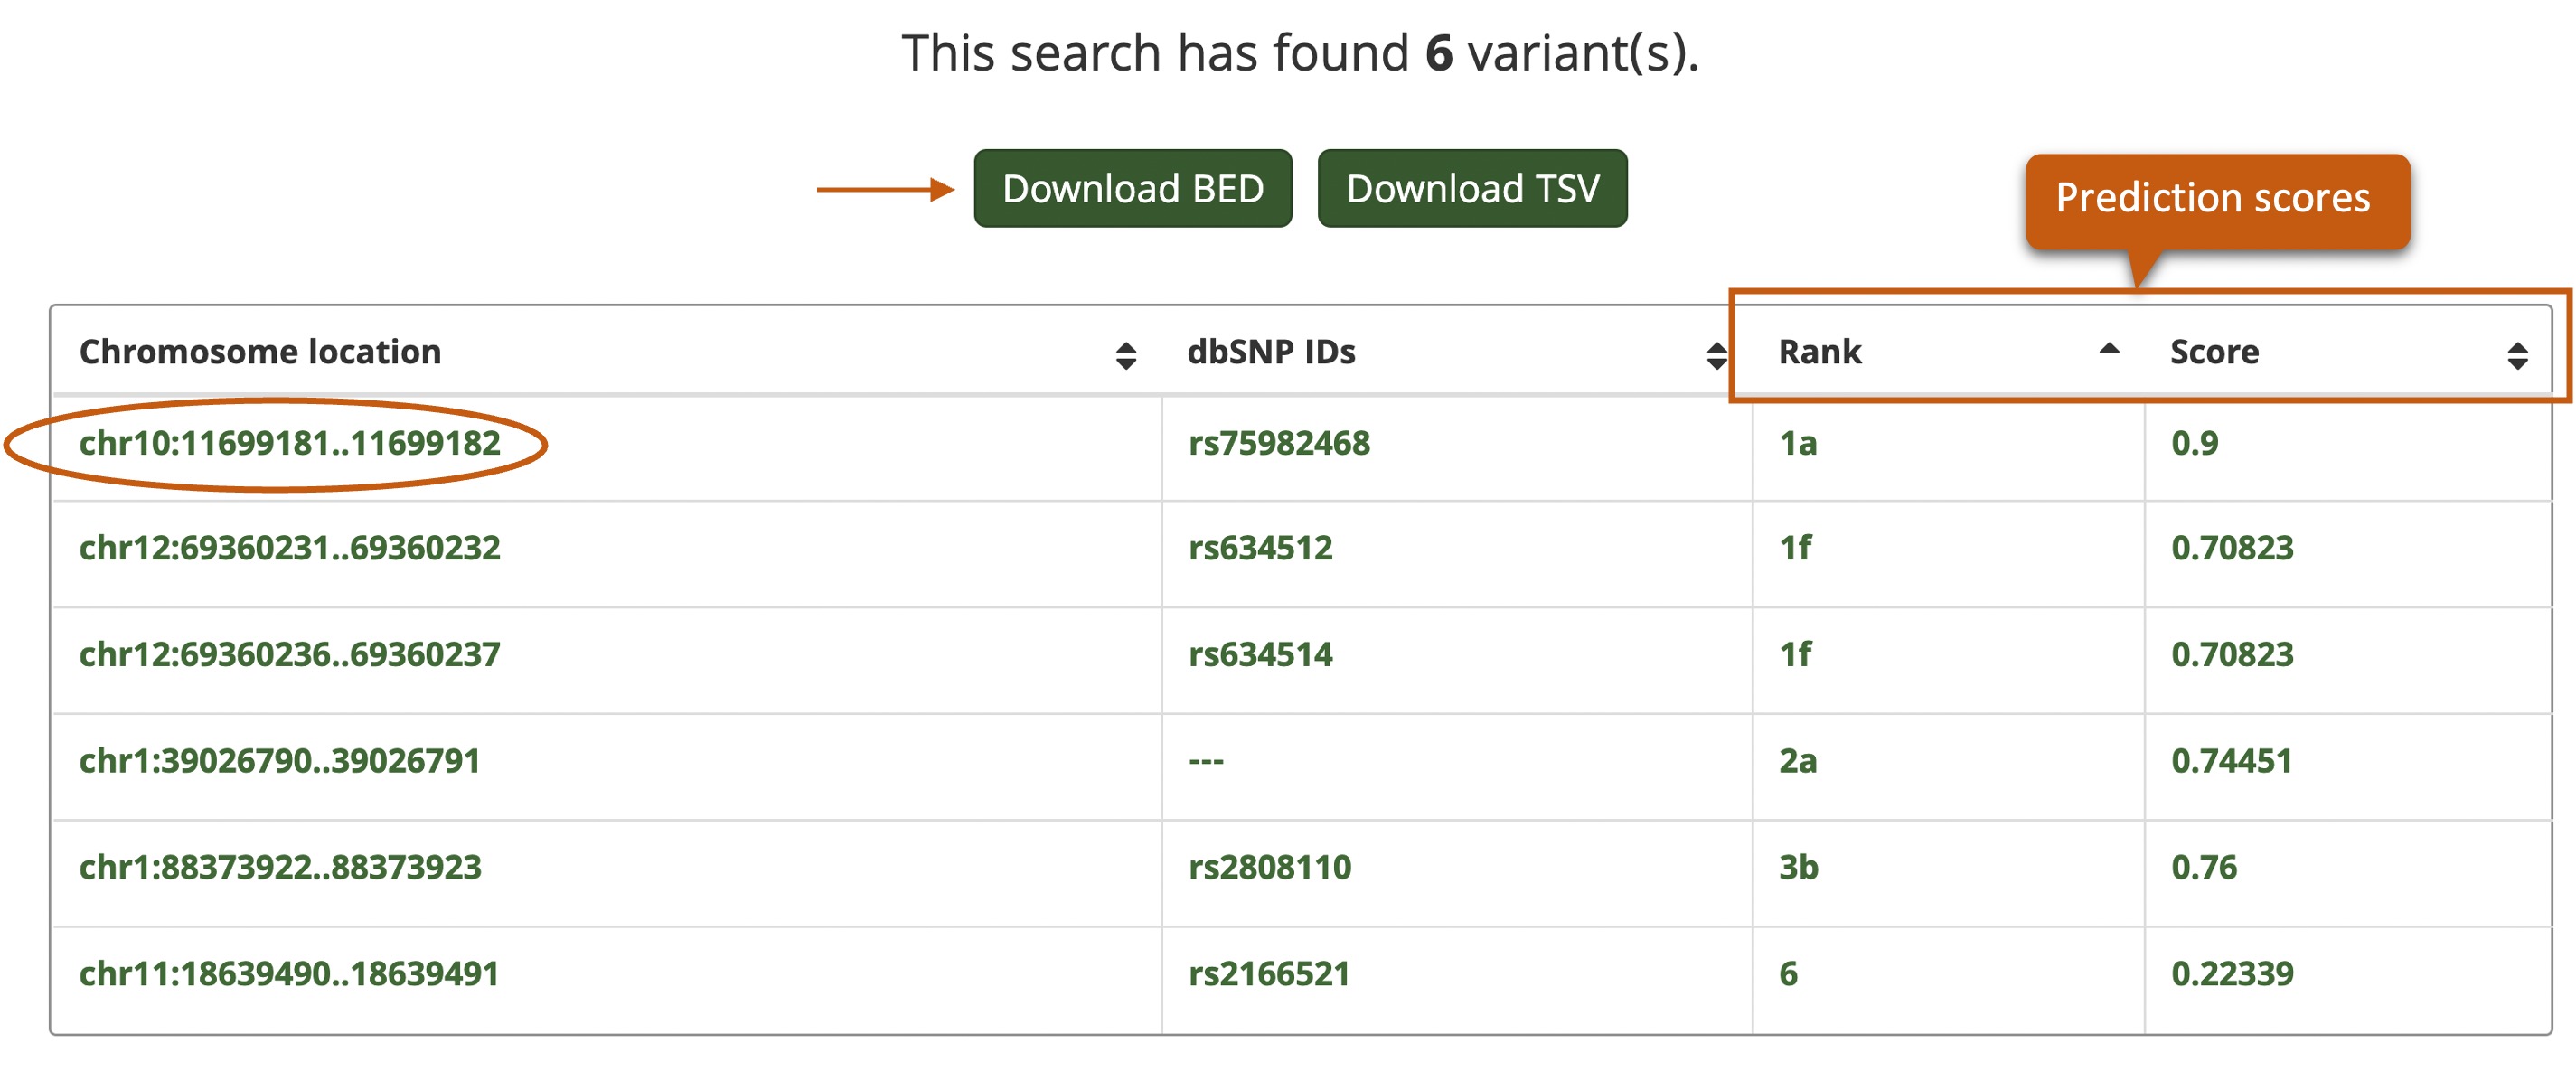 This search has found 6 variant(s).
Download BED Download TSV
Prediction scores
Chromosome location dbSNP IDs Rank Score
chr10:11699181..11699182 rs75982468 1a 0.9
chr12:69360231..69360232 rs634512 1f 0.70823
chr12:69360236..69360237 rs634514 1f 0.70823
chr1:39026790..39026791 --- 2a 0.74451
chr1:88373922..88373923 rs2808110 3b 0.76
chr11:18639490..18639491 rs2166521 6 0.22339